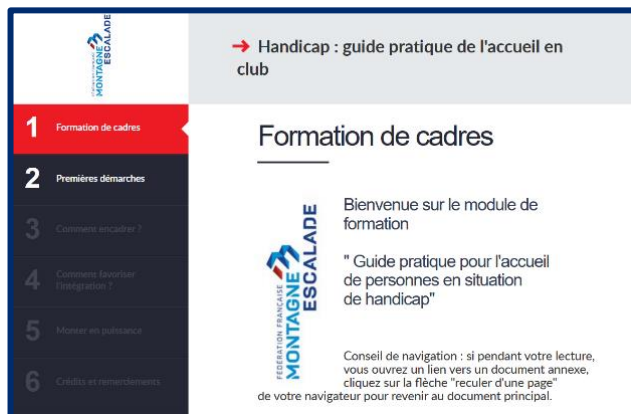 FÉDÉRATION FRANÇAISE
MONTAGNE
ESCALADE
➔ Handicap : guide pratique de l'accueil en
club
1 Formation de cadres
2 Premières démarches
3 Comment encadrer ?
4 Comment favoriser
l'intégration ?
5 Monter en puissance
6 Crédits et remerciements
Formation de cadres
FÉDÉRATION FRANÇAISE
MONTAGNE
ESCALADE
Bienvenue sur le module de
formation
" Guide pratique pour l'accueil
de personnes en situation
de handicap"
Conseil de navigation : si pendant votre lecture,
vous ouvrez un lien vers un document annexe,
cliquez sur la flèche "reculer d'une page"
de votre navigateur pour revenir au document principal.